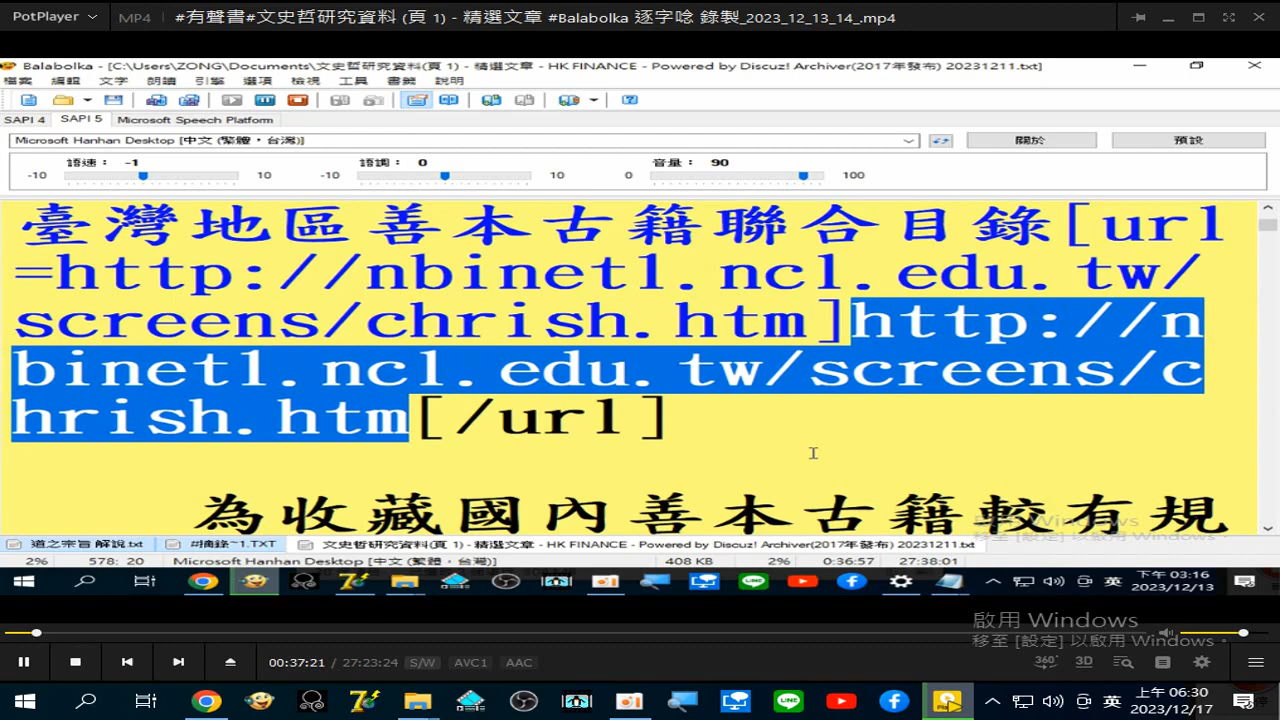 PotPlayer MP4 #有聲書#文史哲研究資料 (頁 1) - 精選文章 #Balabolka 逐字唸 錄製_2023_12_13_14_.mp4
Balabolka - [C:\Users\ZONG\Documents\文史哲研究資料(頁 1) - 精選文章 - HK FINANCE - Powered by Discuz! Archiver(2017年發布) 20231211.txt]
檔案 編輯 文字 朗讀 引擎 選項 檢視 工具 書籤 說明
SAPI 4 SAPI 5 Microsoft Speech Platform
Microsoft Hanhan Desktop [中文 (繁體，台灣)] 關於 預設
語速： -1 語調： 0 音量： 90
-10 10 -10 10 0 100
臺灣地區善本古籍聯合目錄[url
=http://nbinet1.ncl.edu.tw/
screens/chrish.htm]http://n
binet1.ncl.edu.tw/screens/c
hrish.htm[/url]
為收藏國內善本古籍較有規
啟用 Windows
移至 [設定] 以啟用 Windows。
道之宗旨 解說.txt #摘錄~1.TXT 文史哲研究資料(頁 1) - 精選文章 - HK FINANCE - Powered by Discuz! Archiver(2017年發布) 20231211.txt
2% 578: 20 Microsoft Hanhan Desktop [中文 (繁體，台灣)] 408 KB 2% 0:36:57 27:38:01
英 下午 03:16
2023/12/13
啟用 Windows
移至 [設定] 以啟用 Windows。
00:37:21 / 27:23:24 S/W AVC1 AAC 360° 3D
英 上午 06:30
2023/12/17